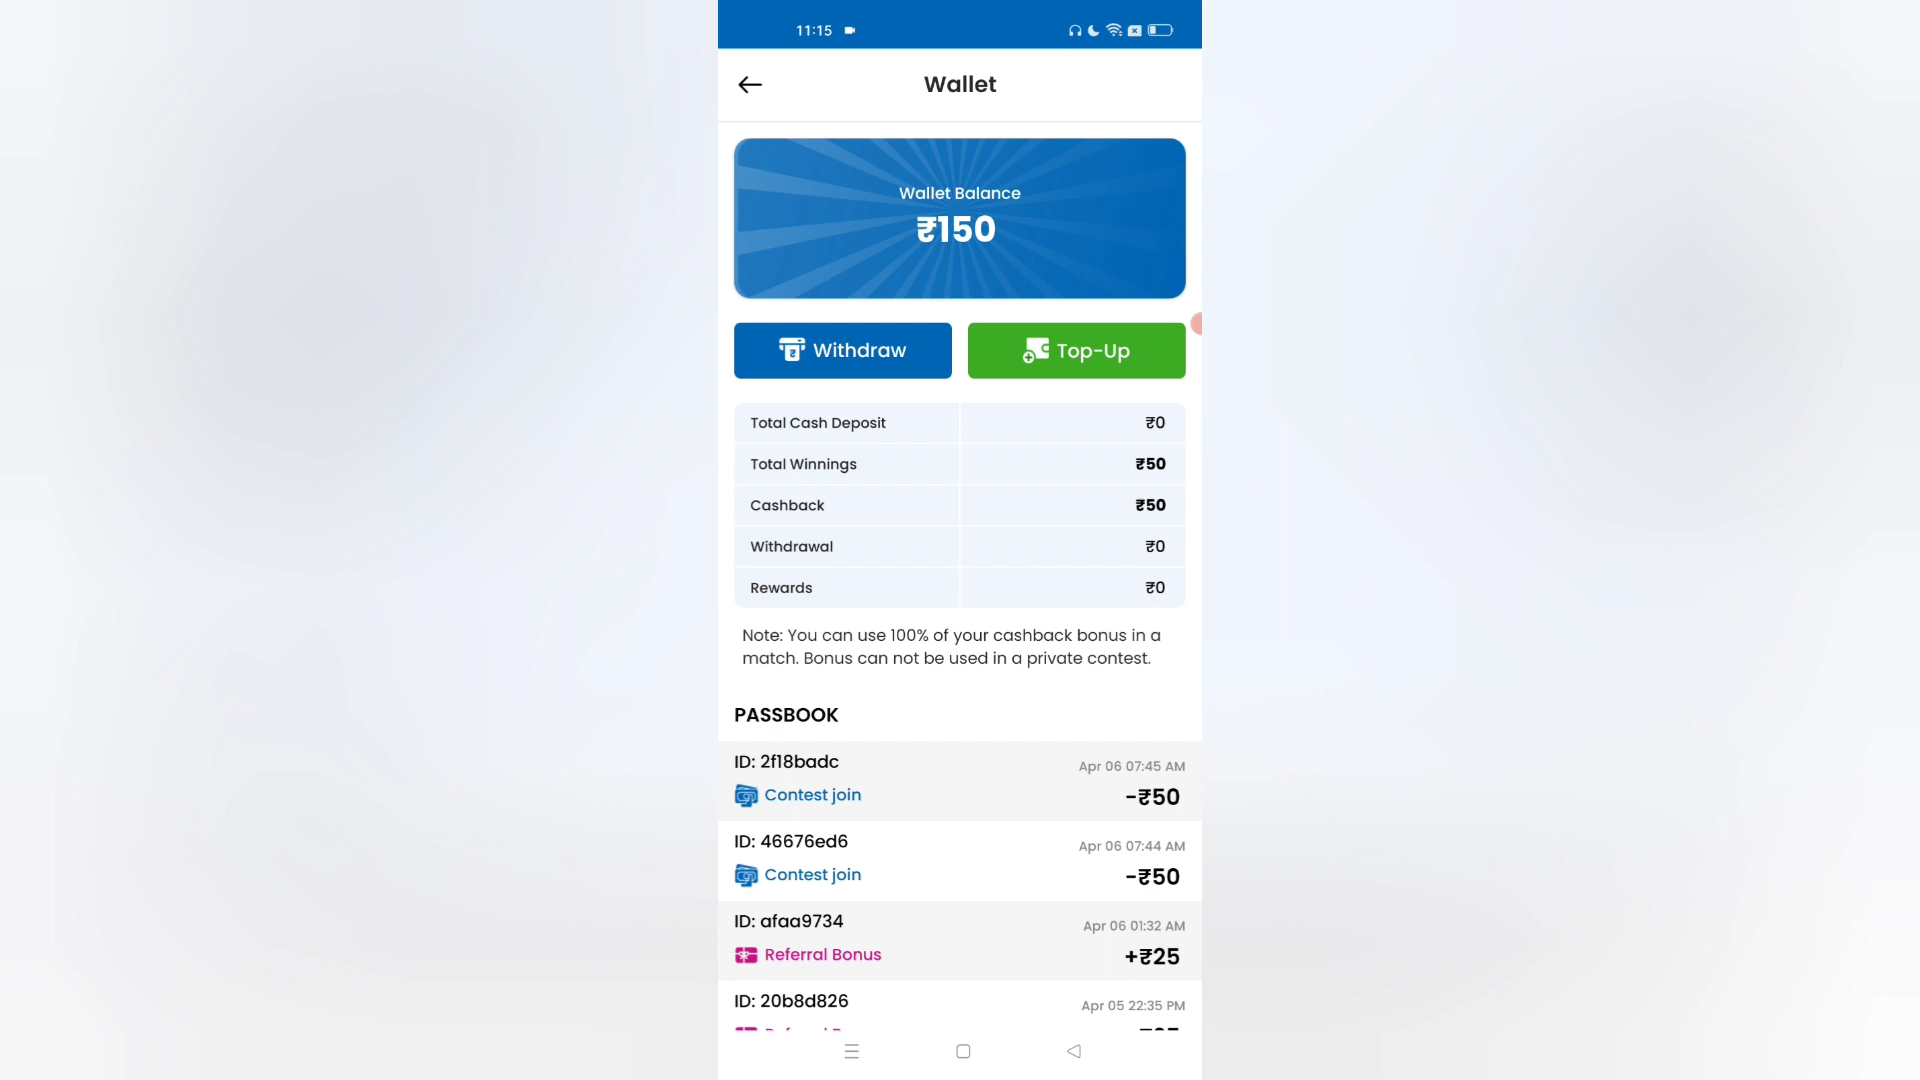 11:15
Wallet
Wallet Balance
₹150
Withdraw
Top-Up
Total Cash Deposit ₹0
Total Winnings ₹50
Cashback ₹50
Withdrawal ₹0
Rewards ₹0
Note: You can use 100% of your cashback bonus in a
match. Bonus can not be used in a private contest.
PASSBOOK
ID: 2f18badc Apr 06 07:45 AM
Contest join -₹50
ID: 46676ed6 Apr 06 07:44 AM
Contest join -₹50
ID: afaa9734 Apr 06 01:32 AM
Referral Bonus +₹25
ID: 20b8d826 Apr 05 22:35 PM